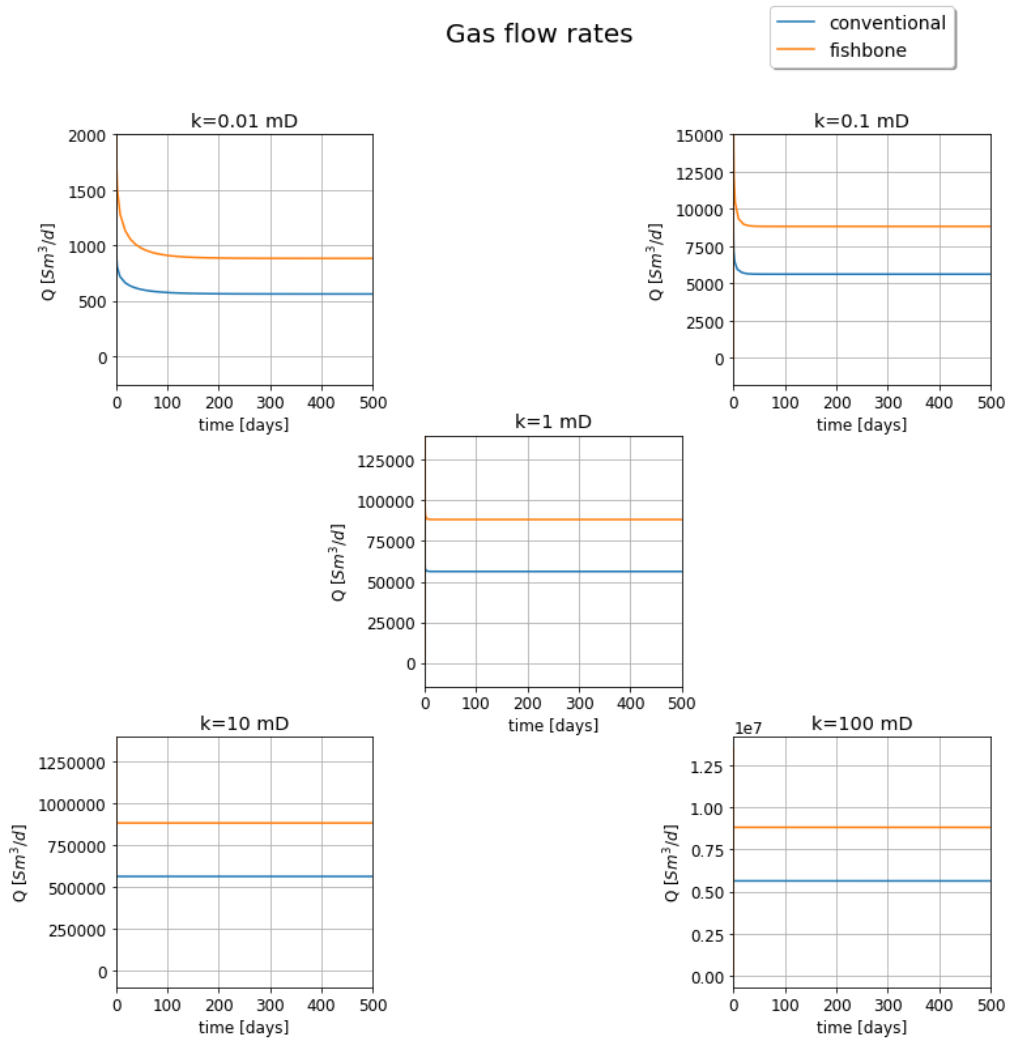 Gas flow rates
conventional
fishbone
k=0.01 mD
2000
1500
1000
500
0
Q [Sm³/d]
0 100 200 300 400 500
time [days]
k=0.1 mD
15000
12500
10000
7500
5000
2500
0
Q [Sm³/d]
0 100 200 300 400 500
time [days]
k=1 mD
125000
100000
75000
50000
25000
0
Q [Sm³/d]
0 100 200 300 400 500
time [days]
k=10 mD
1250000
1000000
750000
500000
250000
0
Q [Sm³/d]
0 100 200 300 400 500
time [days]
k=100 mD
1e7
1.25
1.00
0.75
0.50
0.25
0.00
Q [Sm³/d]
0 100 200 300 400 500
time [days]